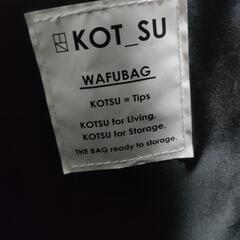 KOT_SU
WAFUBAG
KOTSU = Tips
KOTSU for Living,
KOTSU for Storage.
THE BAG ready to storage.